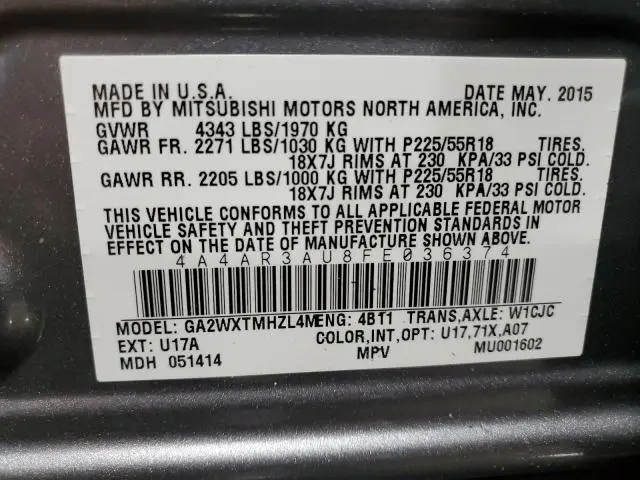 MADE IN U.S.A. DATE MAY. 2015
MFD BY MITSUBISHI MOTORS NORTH AMERICA, INC.
GVWR 4343 LBS/1970 KG
GAWR FR. 2271 LBS/1030 KG WITH P225/55R18 TIRES.
18X7J RIMS AT 230 KPA/33 PSI COLD.
GAWR RR. 2205 LBS/1000 KG WITH P225/55R18 TIRES.
18X7J RIMS AT 230 KPA/33 PSI COLD.
THIS VEHICLE CONFORMS TO ALL APPLICABLE FEDERAL MOTOR
VEHICLE SAFETY AND THEFT PREVENTION STANDARDS IN
EFFECT ON THE DATE OF MANUFACTURE SHOWN ABOVE.
4A4AR3AU8FE036374
MODEL: GA2WXTMHZL4MENG: 4B11 TRANS,AXLE: W1CJC
EXT: U17A COLOR,INT,OPT: U17,71X,A07
MDH 051414 MPV MU001602